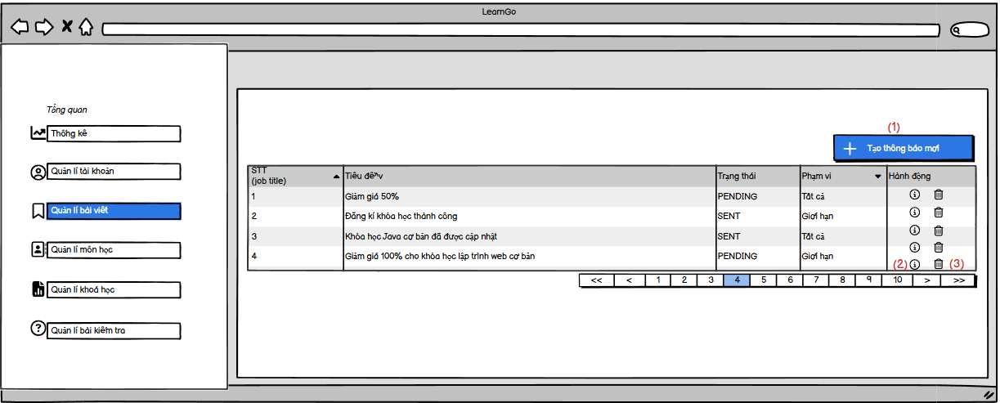 LearnGo
Tổng quan
Thông kê
Quản lí tài khoản
Quản lí bài viết
Quản lí môn học
Quản lí khoá học
Quản lí bài kiểm tra
(1)
Tạo thông báo mới
STT
(job title) Tiêu đề^v Trạng thái Phạm vi Hành động
1 Giảm giá 50% PENDING Tất cả
2 Đăng kí khóa học thành công SENT Giới hạn
3 Khóa học Java cơ bản đã được cập nhật SENT Tất cả
4 Giảm giá 100% cho khóa học lập trình web cơ bản PENDING Giới hạn
(2) (3)
<< < 1 2 3 4 5 6 7 8 9 10 > >>